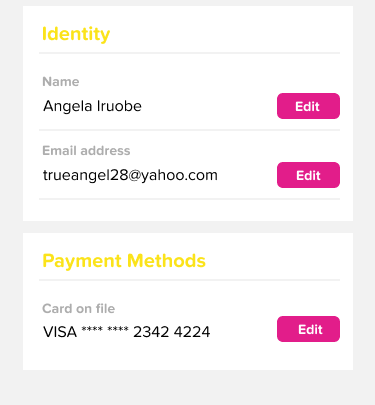 Identity
Name
Angela Iruobe
Edit
Email address
trueangel28@yahoo.com
Edit
Payment Methods
Card on file
VISA **** **** 2342 4224
Edit